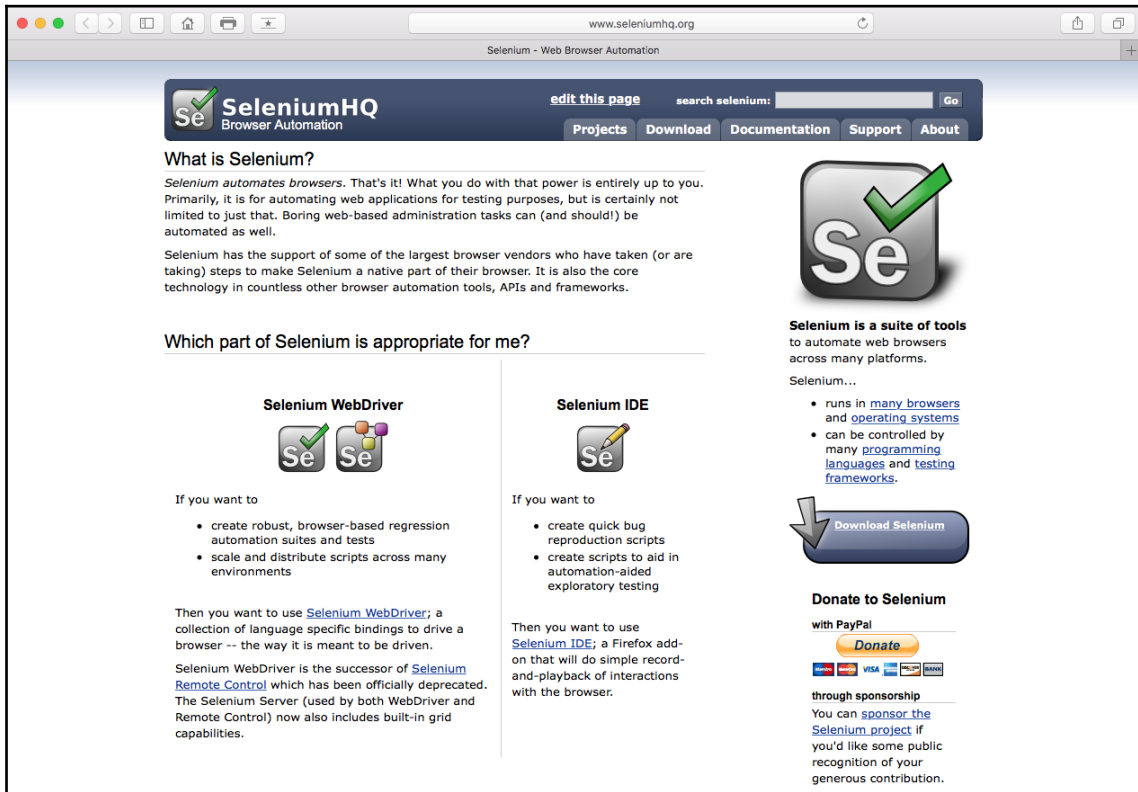 www.seleniumhq.org
Selenium - Web Browser Automation
Se
SeleniumHQ
Browser Automation
edit this page
search selenium:
Go
Projects
Download
Documentation
Support
About
What is Selenium?
Selenium automates browsers. That's it! What you do with that power is entirely up to you.
Primarily, it is for automating web applications for testing purposes, but is certainly not
limited to just that. Boring web-based administration tasks can (and should!) be
automated as well.
Selenium has the support of some of the largest browser vendors who have taken (or are
taking) steps to make Selenium a native part of their browser. It is also the core
technology in countless other browser automation tools, APIs and frameworks.
Which part of Selenium is appropriate for me?
Selenium WebDriver
Se
Se
If you want to
• create robust, browser-based regression
automation suites and tests
• scale and distribute scripts across many
environments
Then you want to use Selenium WebDriver; a
collection of language specific bindings to drive a
browser -- the way it is meant to be driven.
Selenium WebDriver is the successor of Selenium
Remote Control which has been officially deprecated.
The Selenium Server (used by both WebDriver and
Remote Control) now also includes built-in grid
capabilities.
Selenium IDE
Se
If you want to
• create quick bug
reproduction scripts
• create scripts to aid in
automation-aided
exploratory testing
Then you want to use
Selenium IDE; a Firefox add-
on that will do simple record-
and-playback of interactions
with the browser.
Se
Selenium is a suite of tools
to automate web browsers
across many platforms.
Selenium...
• runs in many browsers
and operating systems
• can be controlled by
many programming
languages and testing
frameworks.
Download Selenium
Donate to Selenium
with PayPal
Donate
VISA
BANK
through sponsorship
You can sponsor the
Selenium project if
you'd like some public
recognition of your
generous contribution.